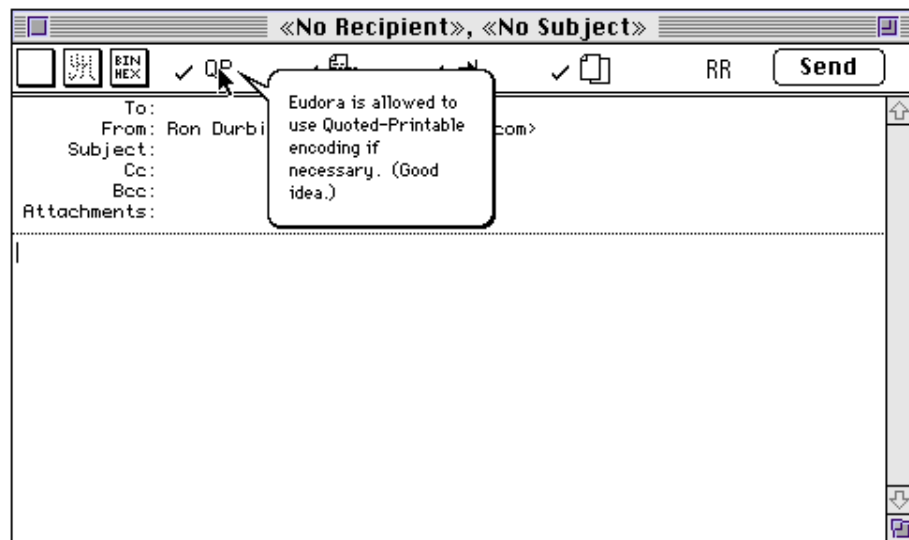 «No Recipient», «No Subject»
BIN
HEX
✓ QP ✓ ✓ ✓ RR Send
To:
From: Ron Durbi com>
Subject:
Cc:
Bcc:
Attachments:
Eudora is allowed to
use Quoted-Printable
encoding if
necessary. (Good
idea.)